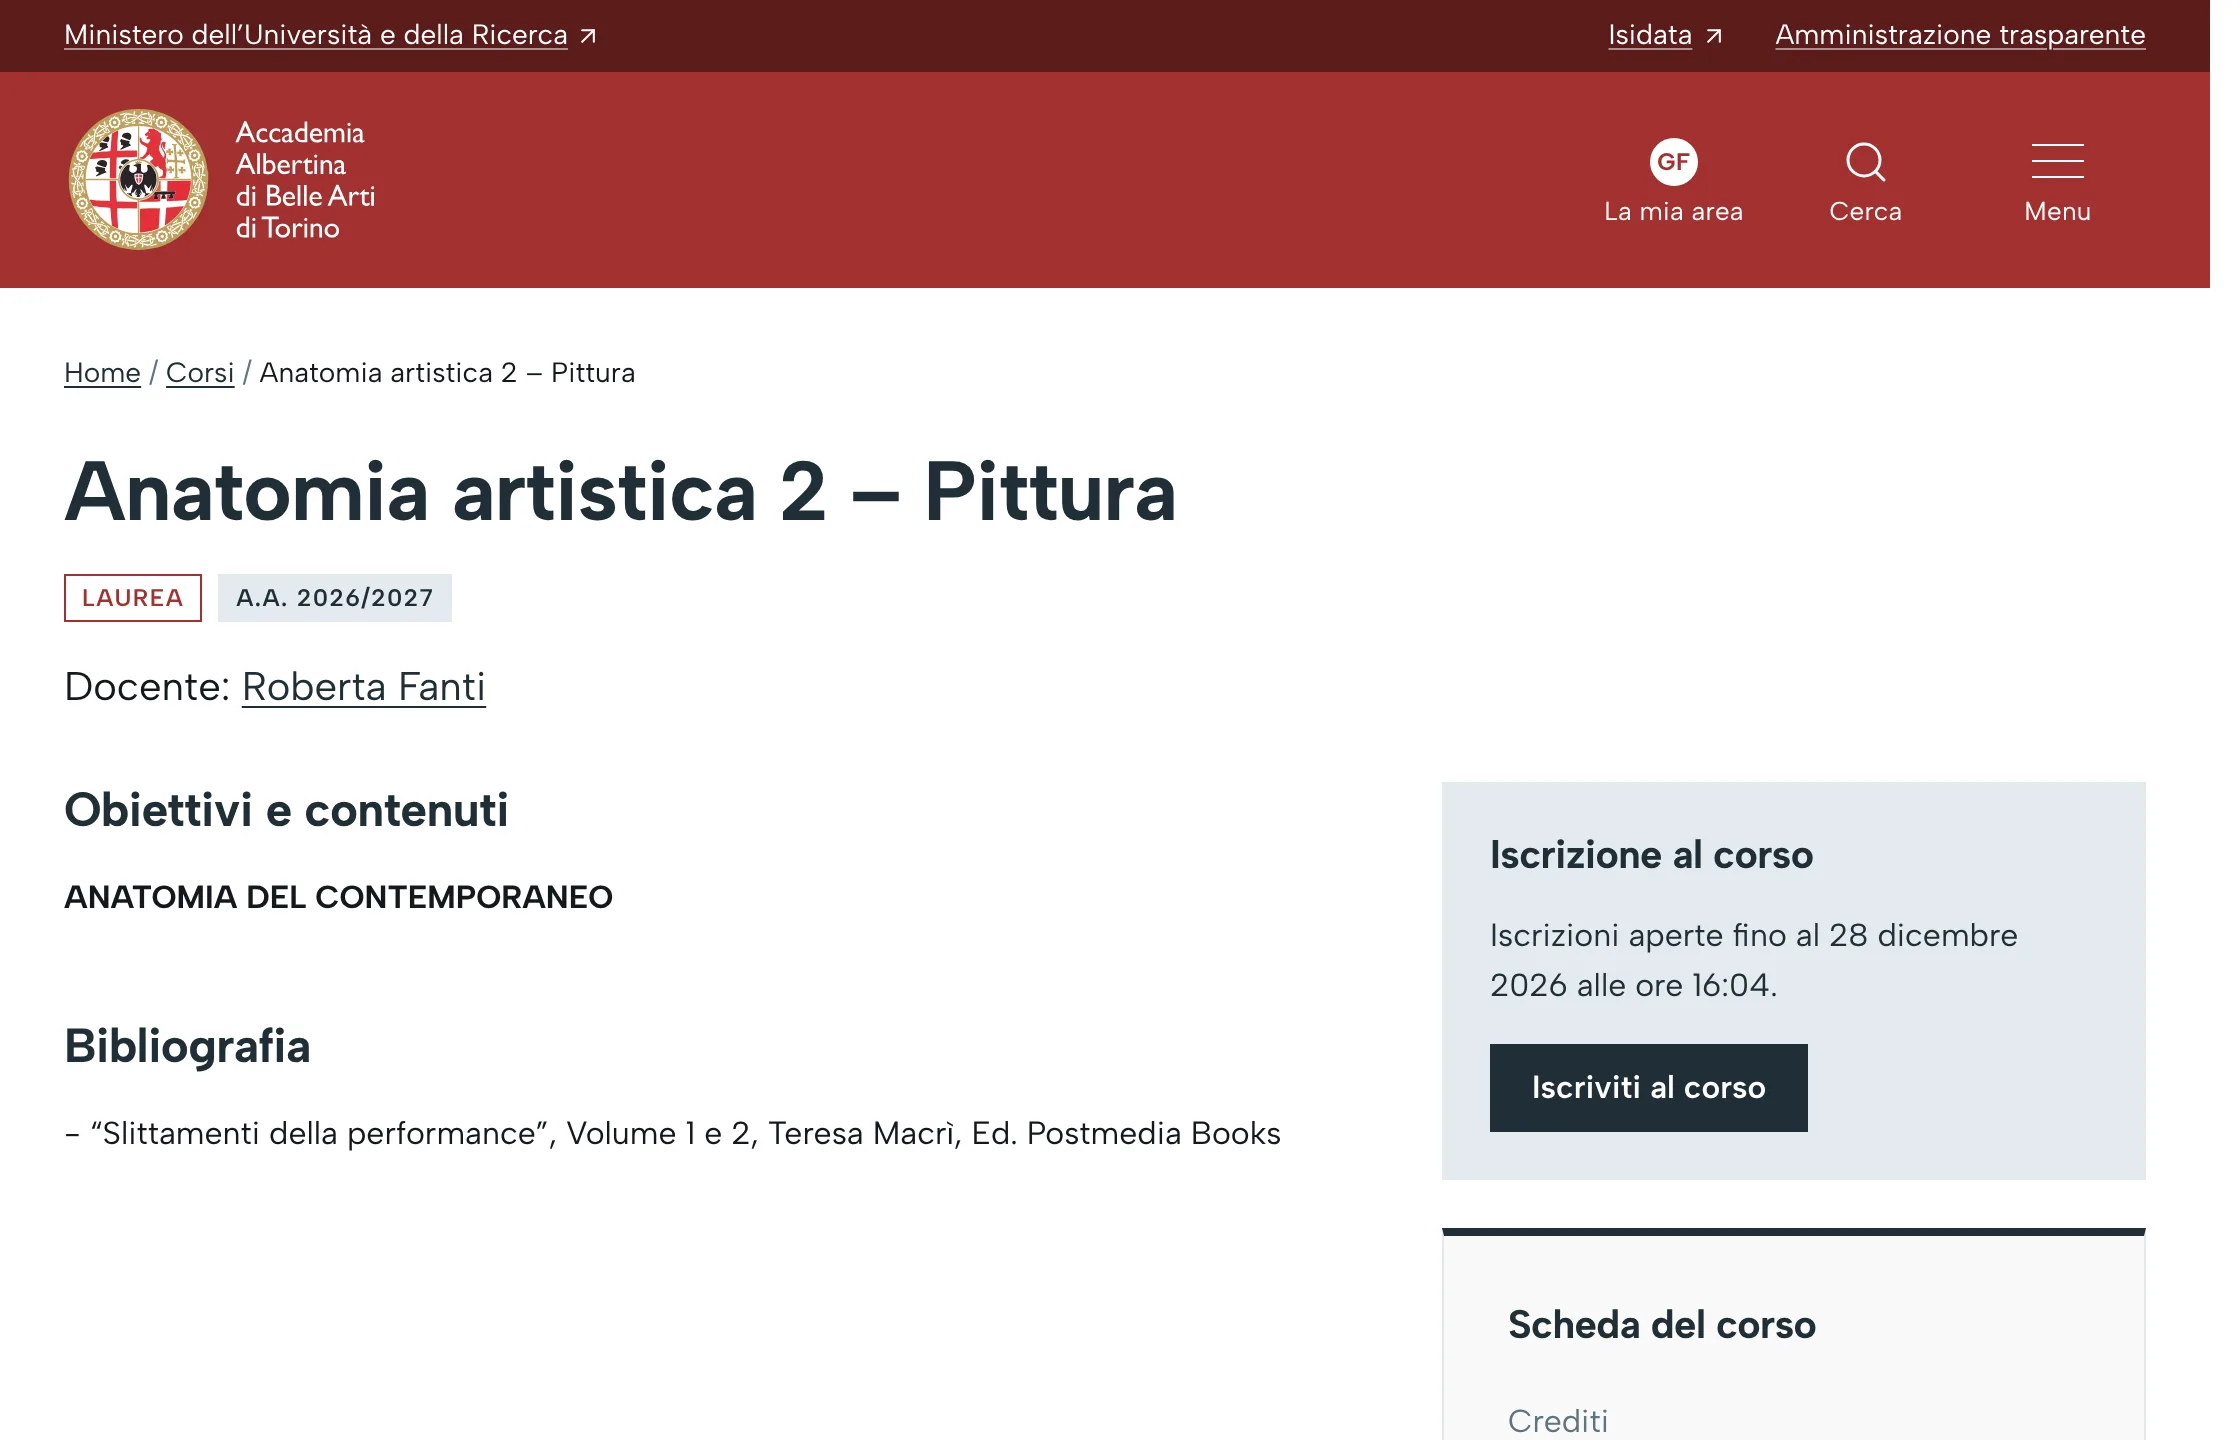 Ministero dell’Università e della Ricerca
Isidata
Amministrazione trasparente
Accademia
Albertina
di Belle Arti
di Torino
GF
La mia area
Cerca
Menu
Home / Corsi / Anatomia artistica 2 – Pittura
Anatomia artistica 2 – Pittura
LAUREA
A.A. 2026/2027
Docente: Roberta Fanti
Obiettivi e contenuti
ANATOMIA DEL CONTEMPORANEO
Bibliografia
- “Slittamenti della performance”, Volume 1 e 2, Teresa Macrì, Ed. Postmedia Books
Iscrizione al corso
Iscrizioni aperte fino al 28 dicembre
2026 alle ore 16:04.
Iscriviti al corso
Scheda del corso
Crediti